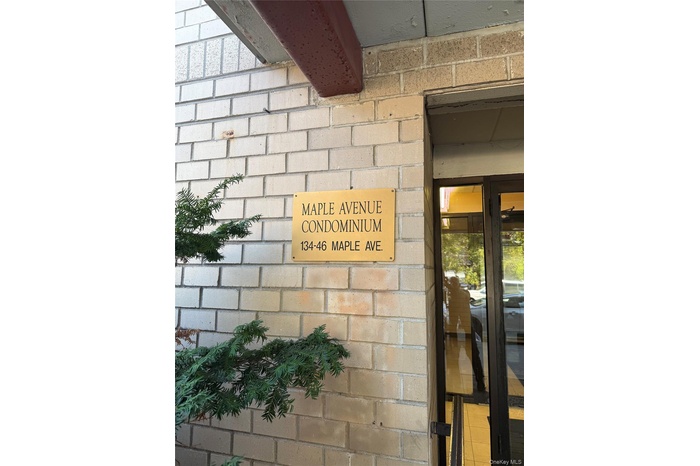 MAPLE AVENUE
CONDOMINIUM
134-46 MAPLE AVE.
OneKey MLS